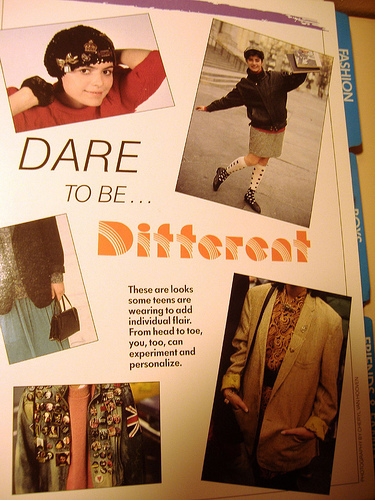 DARE
TO BE...
Different
These are looks
some teens are
wearing to add
individual flair.
From head to toe,
you, too, can
experiment and
personalize.
FASHION
BOYS